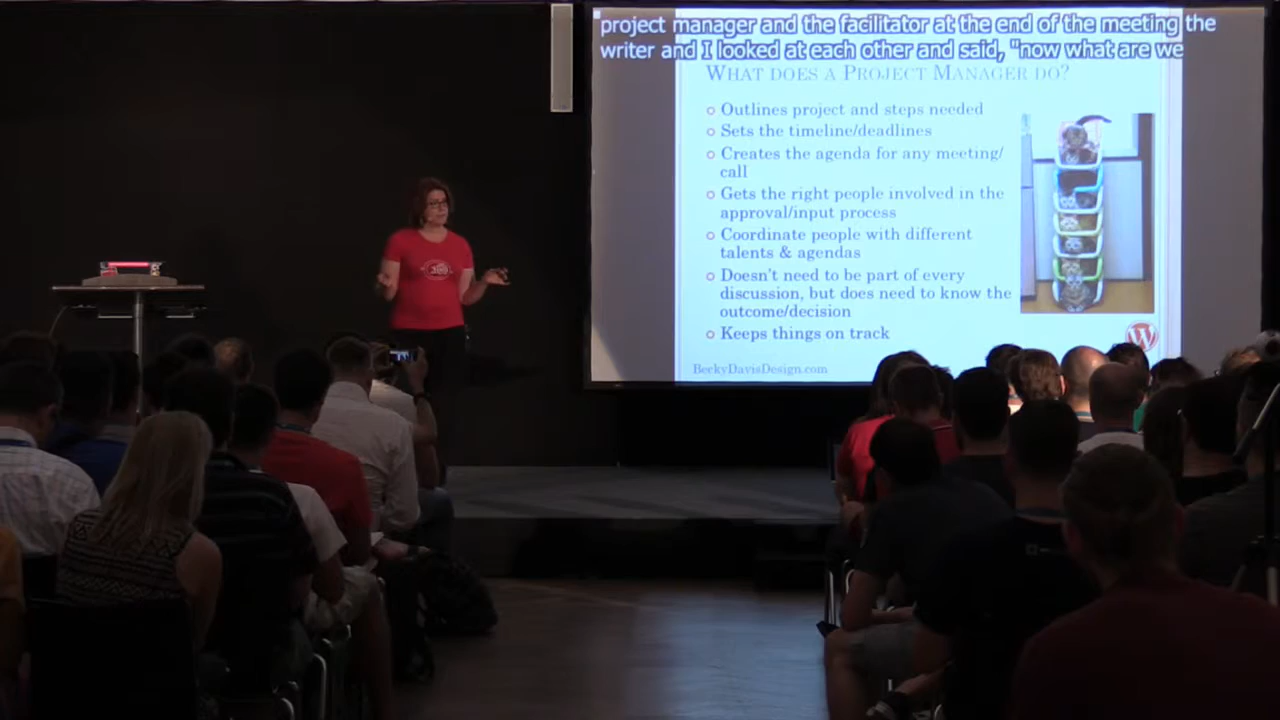 project manager and the facilitator at the end of the meeting the
writer and I looked at each other and said, "now what are we
WHAT DOES A PROJECT MANAGER DO?
Outlines project and steps needed
Sets the timeline/deadlines
Creates the agenda for any meeting/
call
Gets the right people involved in the
approval/input process
Coordinate people with different
talents & agendas
Doesn't need to be part of every
discussion, but does need to know the
outcome/decision
Keeps things on track
BeckyDavisDesign.com